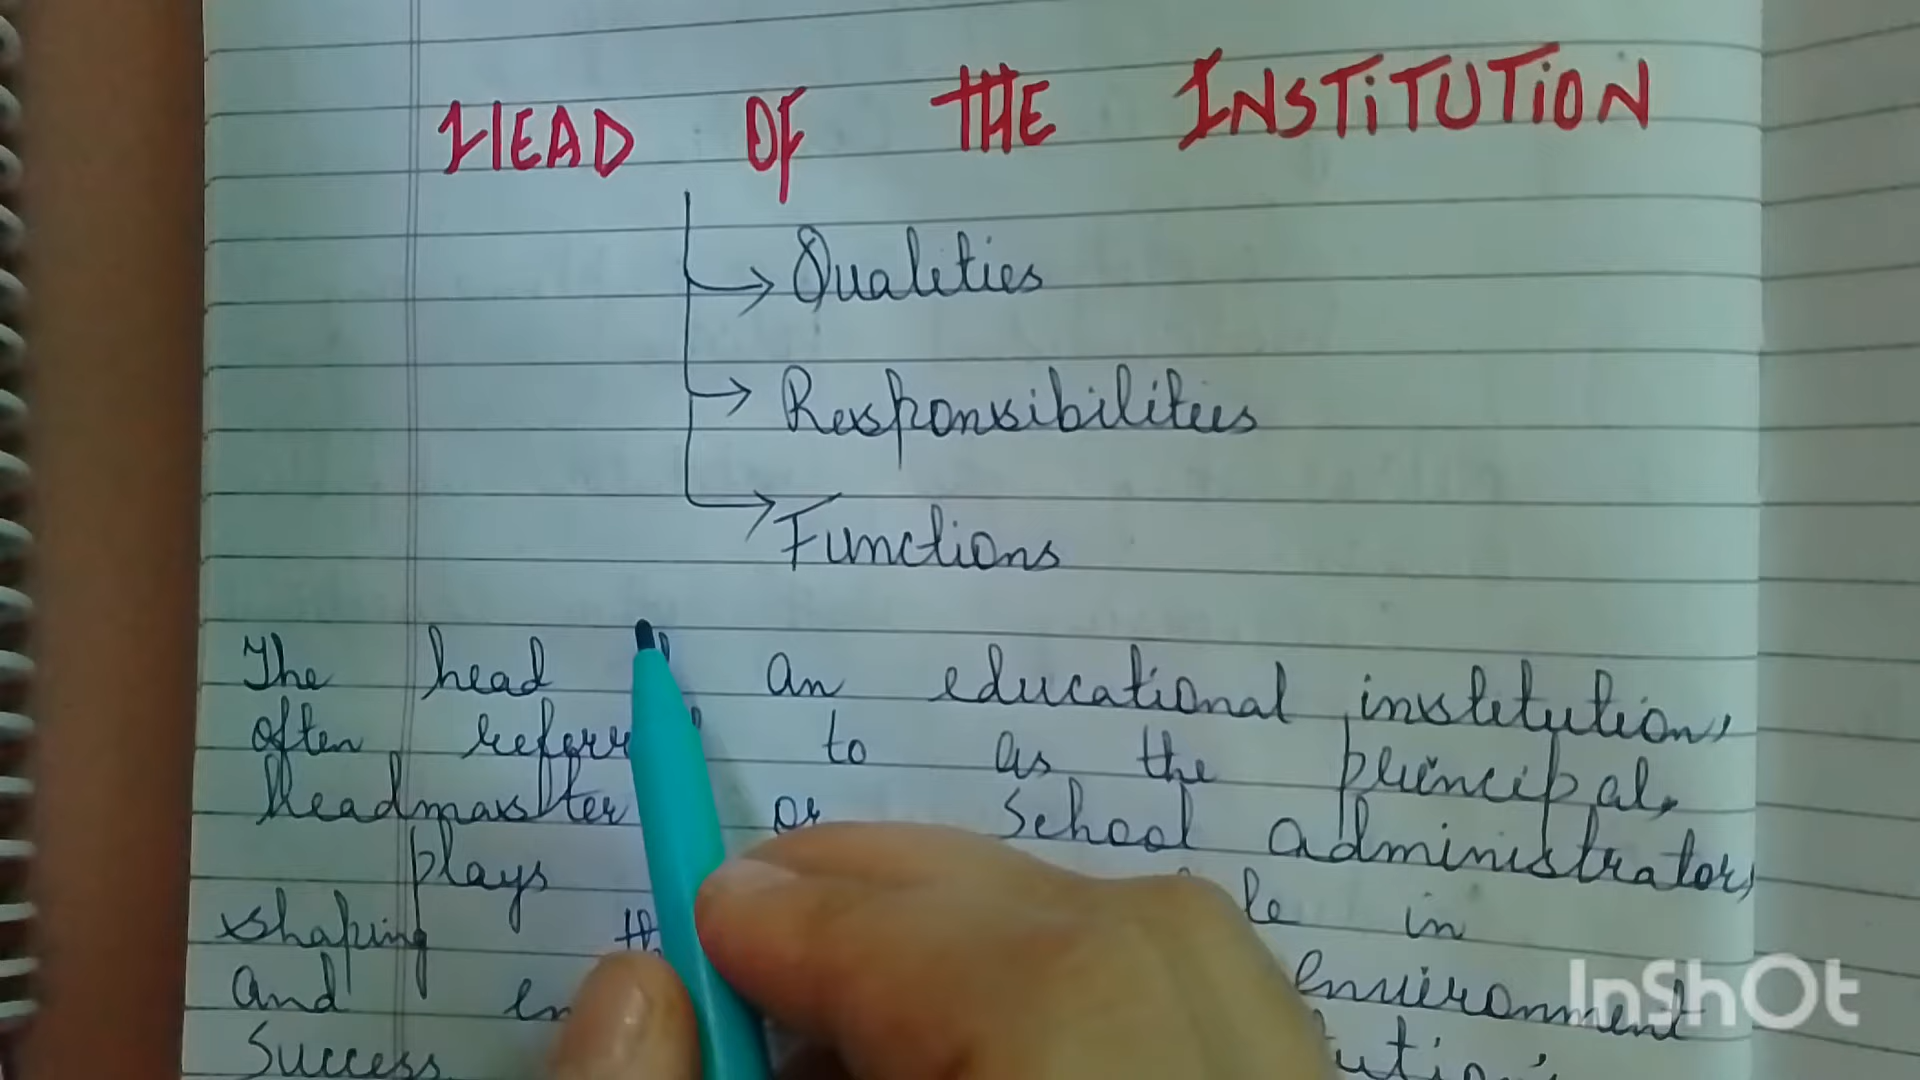 HEAD OF THE INSTITUTION
Qualities
Responsibilities
Functions
The head an educational institution,
often to as the principal,
Headmaster or School administrator,
plays in
shaping
and environment
Success
InShOt